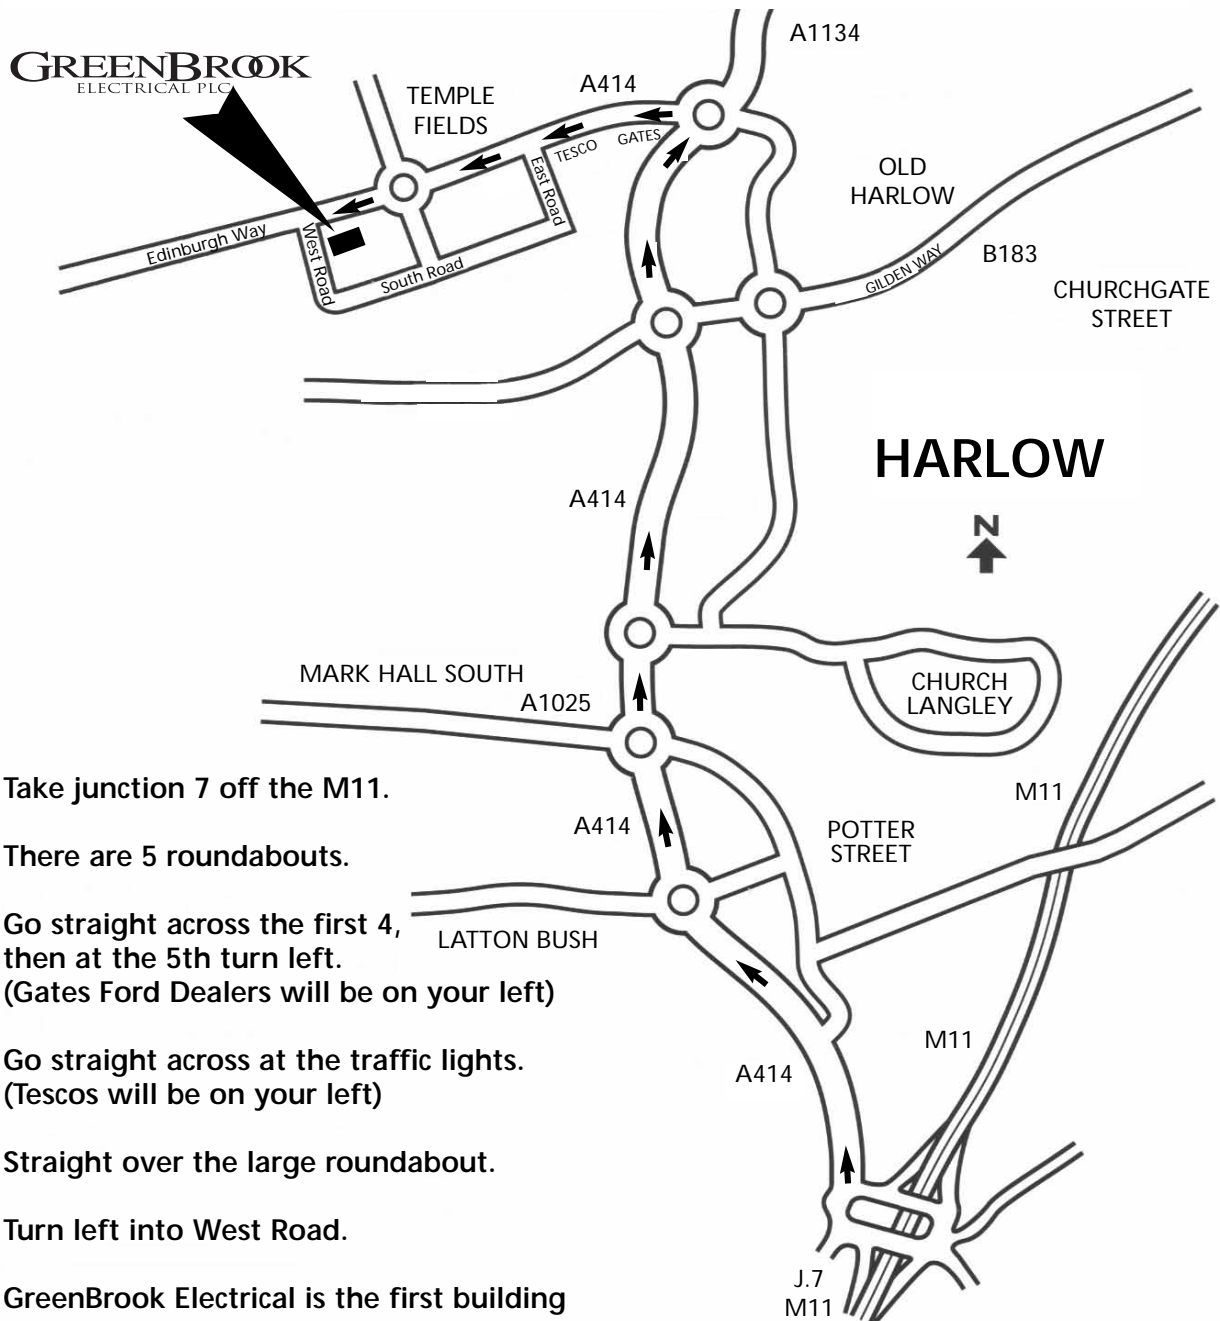 A1134
GREENBROOK
ELECTRICAL PLC
A414
TEMPLE
FIELDS
TESCO
GATES
East Road
OLD
HARLOW
Edinburgh Way
West Road
South Road
GILDEN WAY
B183
CHURCHGATE
STREET
HARLOW
A414
N
MARK HALL SOUTH
A1025
CHURCH
LANGLEY
M11
A414
POTTER
STREET
LATTON BUSH
M11
A414
J.7
M11
Take junction 7 off the M11.
There are 5 roundabouts.
Go straight across the first 4,
then at the 5th turn left.
(Gates Ford Dealers will be on your left)
Go straight across at the traffic lights.
(Tescos will be on your left)
Straight over the large roundabout.
Turn left into West Road.
GreenBrook Electrical is the first building